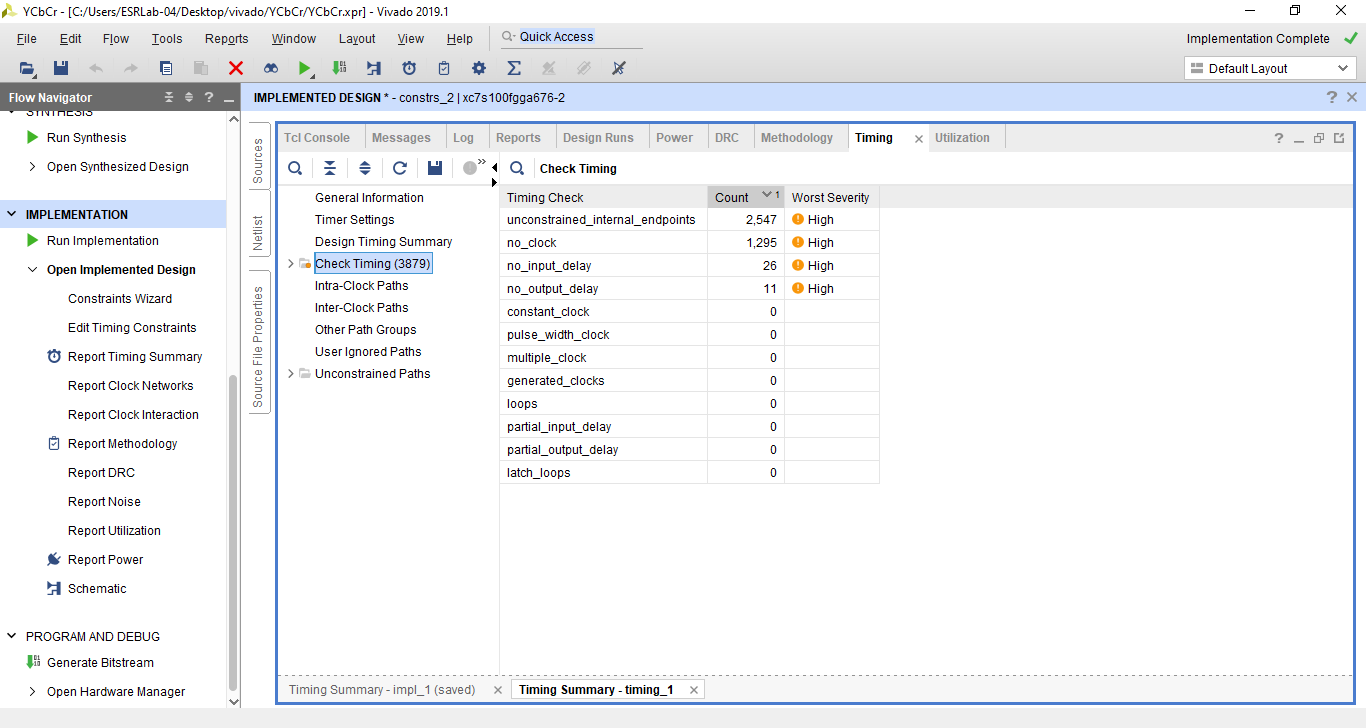 YCbCr - [C:/Users/ESRLab-04/Desktop/vivado/YCbCr/YCbCr.xpr] - Vivado 2019.1
File Edit Flow Tools Reports Window Layout View Help Quick Access Implementation Complete
Default Layout
Flow Navigator
IMPLEMENTED DESIGN * - constrs_2 | xc7s100fgga676-2
SYNTHESIS
Run Synthesis
Open Synthesized Design
IMPLEMENTATION
Run Implementation
Open Implemented Design
Constraints Wizard
Edit Timing Constraints
Report Timing Summary
Report Clock Networks
Report Clock Interaction
Report Methodology
Report DRC
Report Noise
Report Utilization
Report Power
Schematic
PROGRAM AND DEBUG
Generate Bitstream
Open Hardware Manager
Sources
Netlist
Source File Properties
Tcl Console Messages Log Reports Design Runs Power DRC Methodology Timing Utilization
Check Timing
General Information
Timer Settings
Design Timing Summary
Check Timing (3879)
Intra-Clock Paths
Inter-Clock Paths
Other Path Groups
User Ignored Paths
Unconstrained Paths
Timing Check Count 1 Worst Severity
unconstrained_internal_endpoints 2,547 High
no_clock 1,295 High
no_input_delay 26 High
no_output_delay 11 High
constant_clock 0
pulse_width_clock 0
multiple_clock 0
generated_clocks 0
loops 0
partial_input_delay 0
partial_output_delay 0
latch_loops 0
Timing Summary - impl_1 (saved) Timing Summary - timing_1